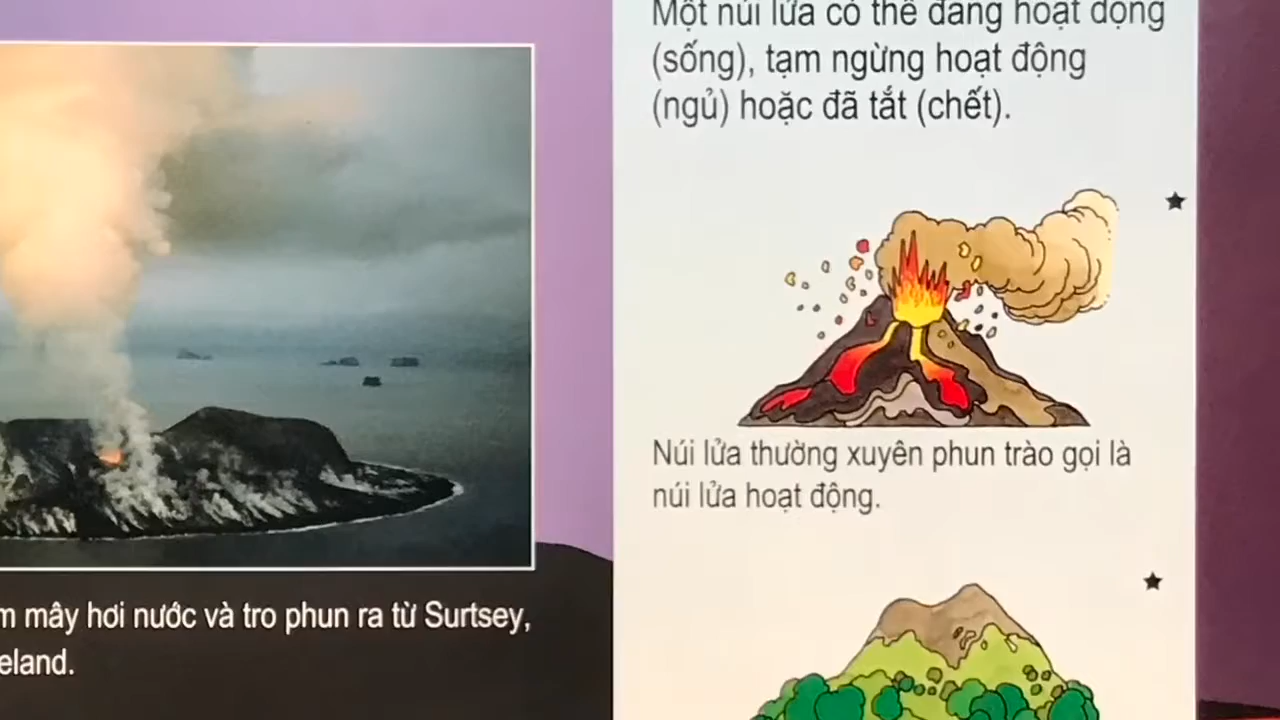 Một núi lửa có thể đang hoạt động
(sống), tạm ngừng hoạt động
(ngủ) hoặc đã tắt (chết).
Núi lửa thường xuyên phun trào gọi là
núi lửa hoạt động.
mây hơi nước và tro phun ra từ Surtsey,
eland.